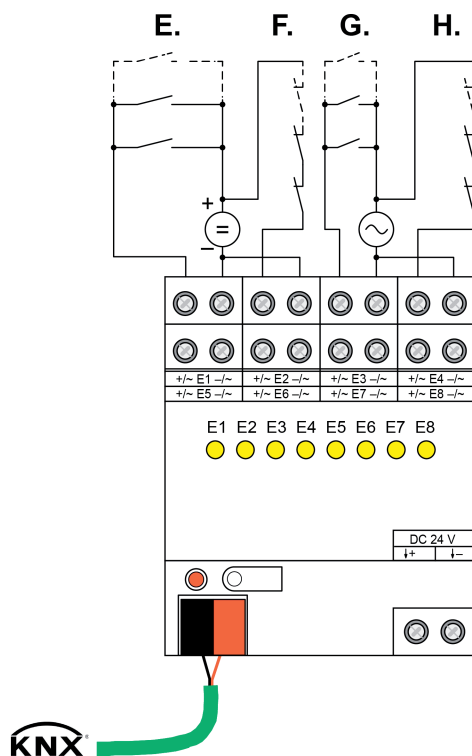 E. F. G. H.
+
=
–
~
+/~ E1 –/~ +/~ E2 –/~ +/~ E3 –/~ +/~ E4 –/~
+/~ E5 –/~ +/~ E6 –/~ +/~ E7 –/~ +/~ E8 –/~
E1 E2 E3 E4 E5 E6 E7 E8
DC 24 V
↓+ ↓–
KNX®